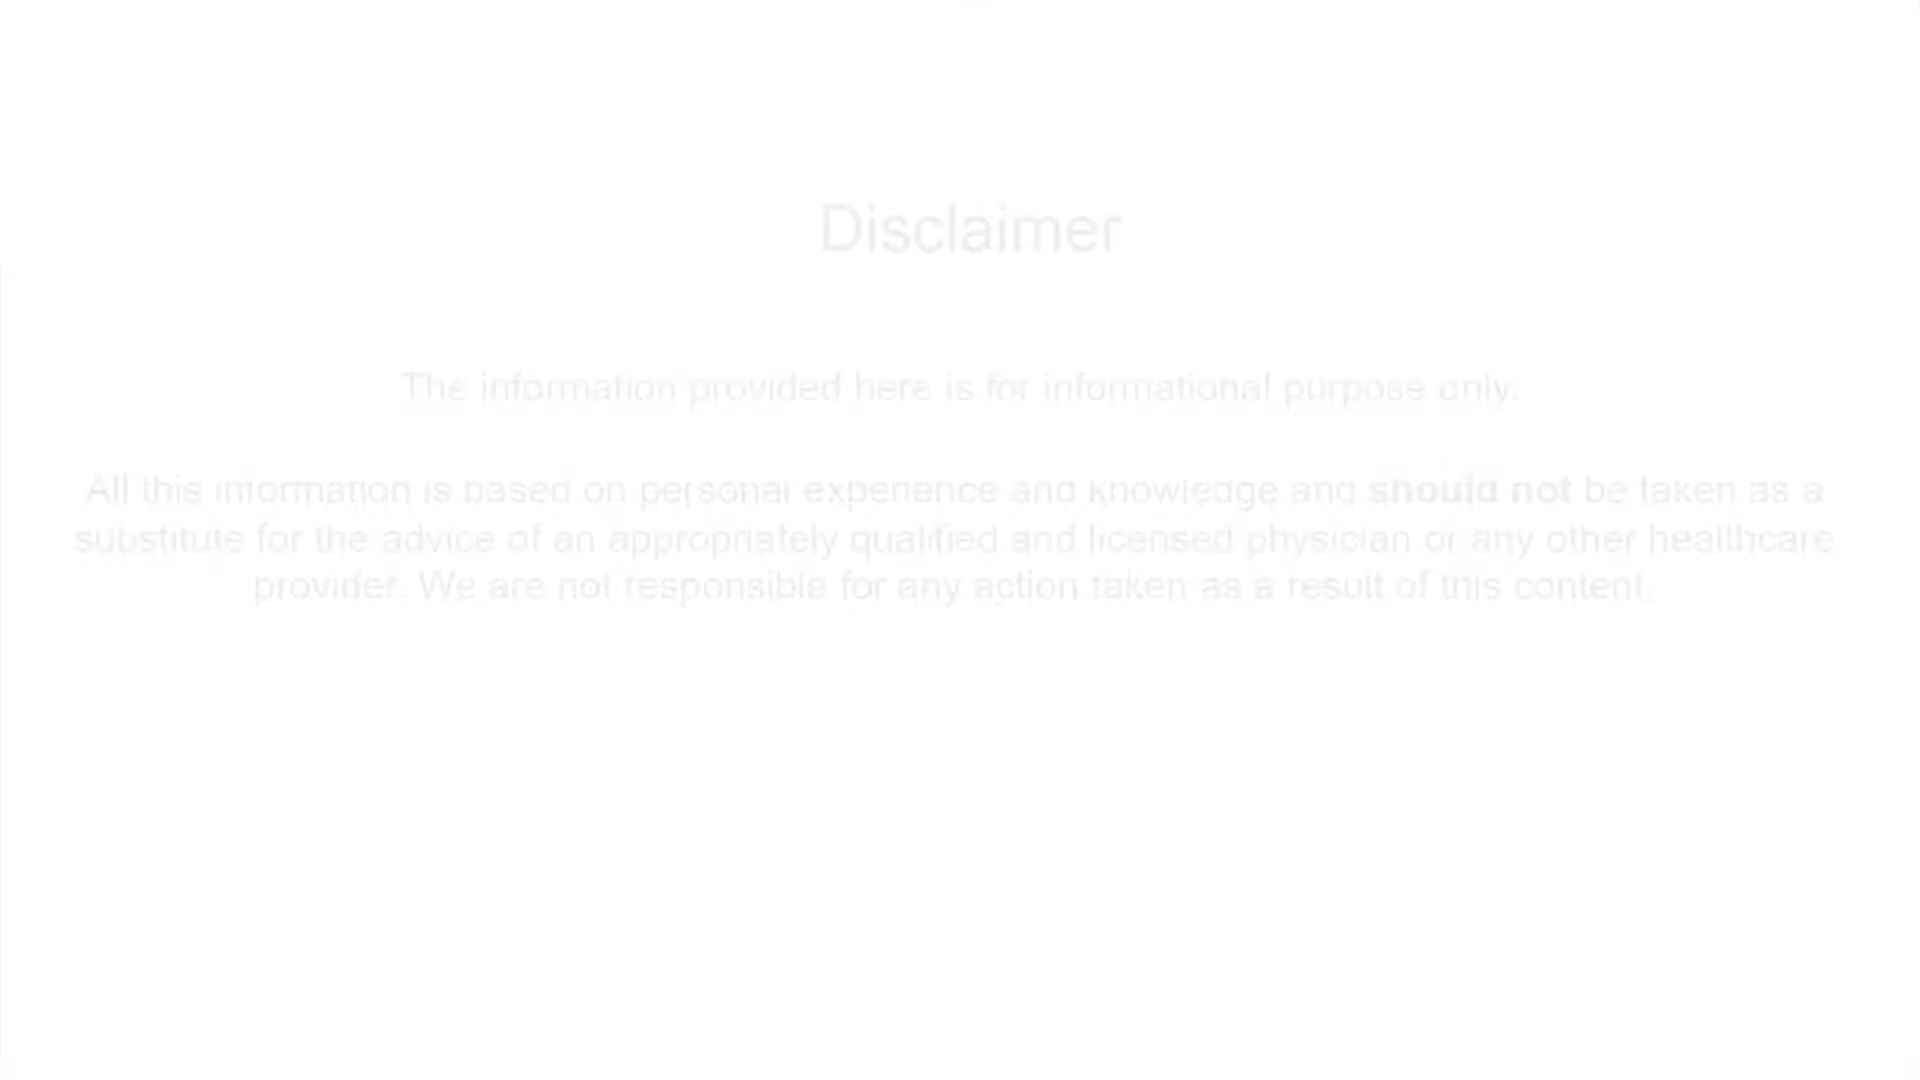 Disclaimer
The information provided here is for informational purpose only.
All this information is based on personal experience and knowledge and should not be taken as a
substitute for the advice of an appropriately qualified and licensed physician or any other healthcare
provider. We are not responsible for any action taken as a result of this content.